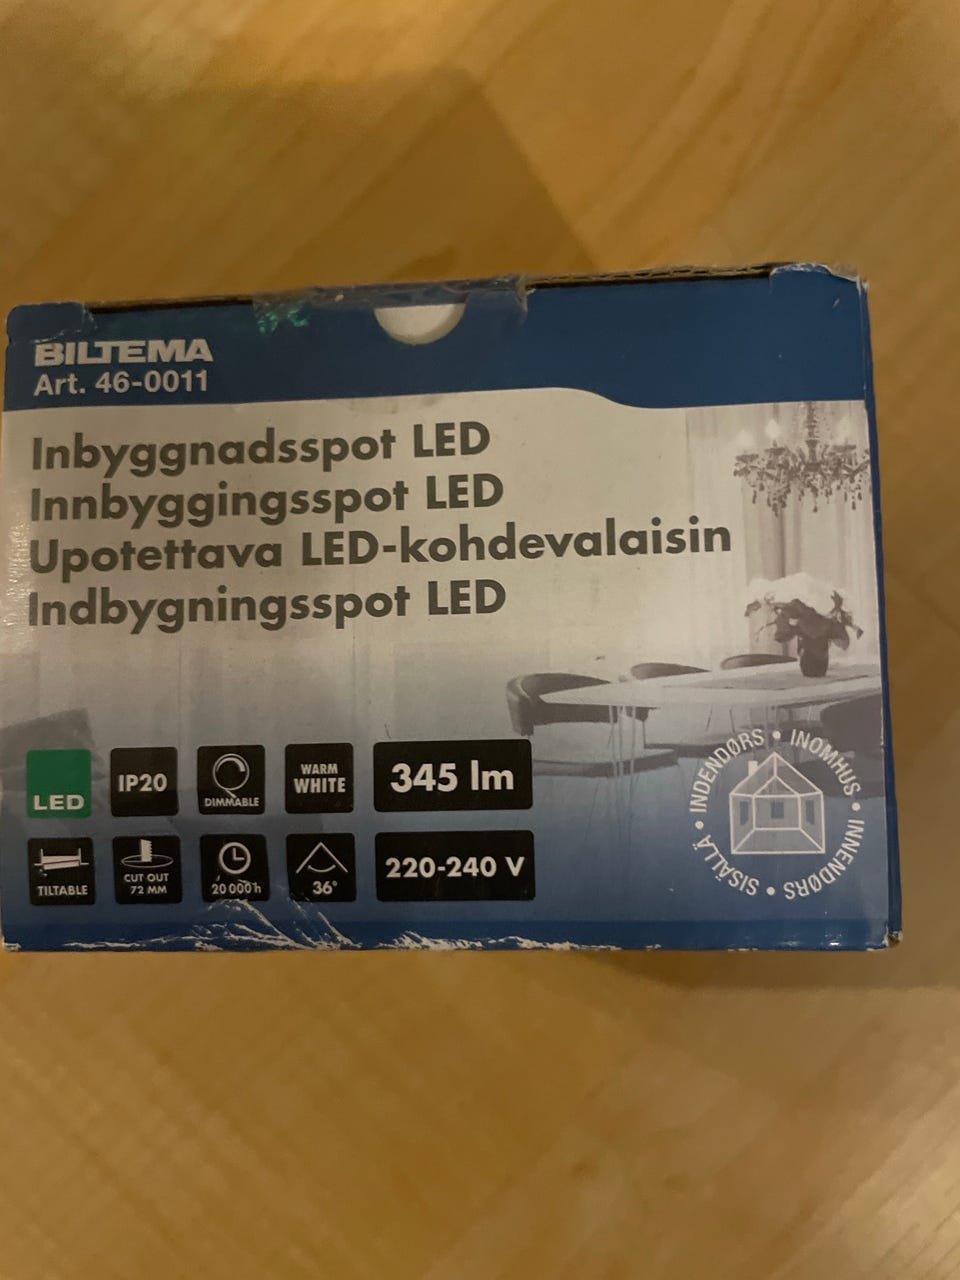 BILTEMA
Art. 46-0011
Inbyggnadsspot LED
Innbyggingsspot LED
Upotettava LED-kohdevalaisin
Indbygningsspot LED
LED
IP20
DIMMABLE
WARM
WHITE
345 lm
TILTABLE
CUT OUT
72 MM
20 000 h
36°
220-240 V
INDENDØRS • INOMHUS • INNENDØRS • SISÄLLÄ •